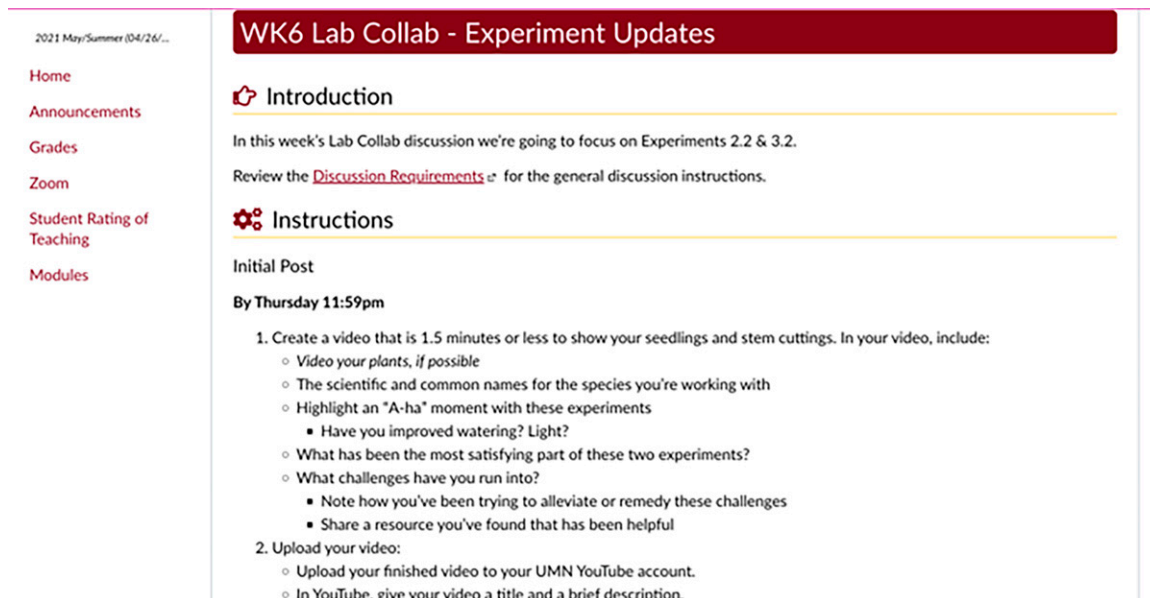 2021 May/Summer (04/26/...
Home
Announcements
Grades
Zoom
Student Rating of
Teaching
Modules
WK6 Lab Collab - Experiment Updates
Introduction
In this week's Lab Collab discussion we're going to focus on Experiments 2.2 & 3.2.
Review the Discussion Requirements for the general discussion instructions.
Instructions
Initial Post
By Thursday 11:59pm
1. Create a video that is 1.5 minutes or less to show your seedlings and stem cuttings. In your video, include:
◦ Video your plants, if possible
◦ The scientific and common names for the species you're working with
◦ Highlight an "A-ha" moment with these experiments
▪ Have you improved watering? Light?
◦ What has been the most satisfying part of these two experiments?
◦ What challenges have you run into?
▪ Note how you've been trying to alleviate or remedy these challenges
▪ Share a resource you've found that has been helpful
2. Upload your video:
◦ Upload your finished video to your UMN YouTube account.
◦ In YouTube, give your video a title and a brief description.